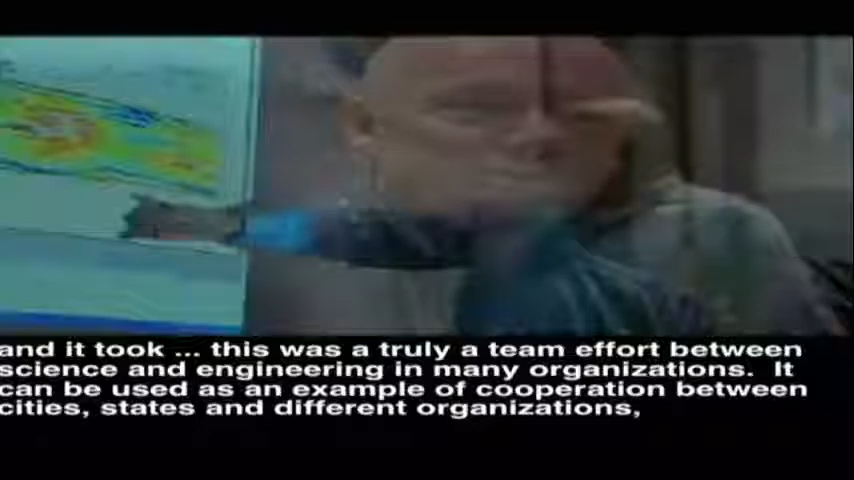 and it took ... this was a truly a team effort between
science and engineering in many organizations.  It
can be used as an example of cooperation between
cities, states and different organizations,